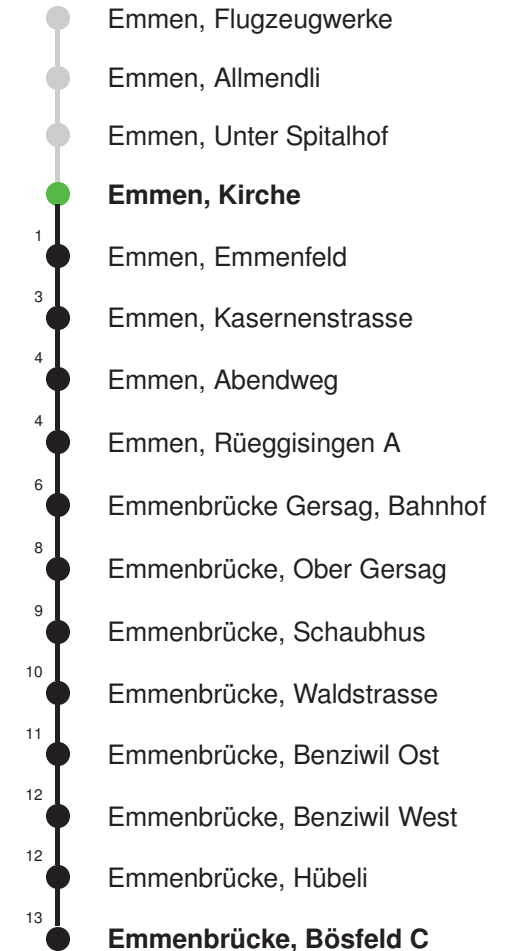 Emmen, Flugzeugwerke
Emmen, Allmendli
Emmen, Unter Spitalhof
Emmen, Kirche
1 Emmen, Emmenfeld
3 Emmen, Kasernenstrasse
4 Emmen, Abendweg
4 Emmen, Rüeggisingen A
6 Emmenbrücke Gersag, Bahnhof
8 Emmenbrücke, Ober Gersag
9 Emmenbrücke, Schaubhus
10 Emmenbrücke, Waldstrasse
11 Emmenbrücke, Benziwil Ost
12 Emmenbrücke, Benziwil West
12 Emmenbrücke, Hübeli
13 Emmenbrücke, Bösfeld C